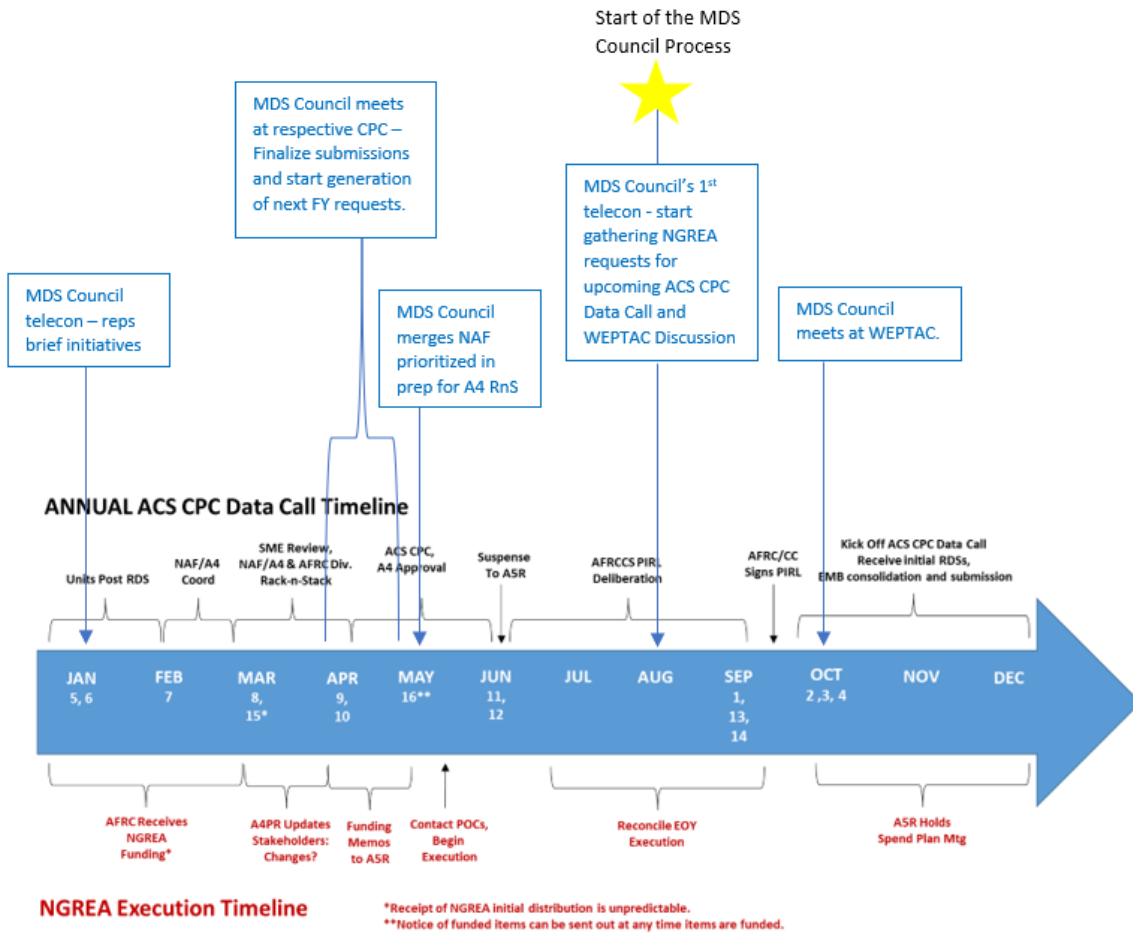 Start of the MDS
Council Process
MDS Council meets
at respective CPC –
Finalize submissions
and start generation
of next FY requests.
MDS Council’s 1st
telecon - start
gathering NGREA
requests for
upcoming ACS CPC
Data Call and
WEPTAC Discussion
MDS Council
telecon – reps
brief initiatives
MDS Council
merges NAF
prioritized in
prep for A4 RnS
MDS Council
meets at WEPTAC.
ANNUAL ACS CPC Data Call Timeline
Units Post RDS
NAF/A4
Coord
SME Review,
NAF/A4 & AFRC Div.
Rack-n-Stack
ACS CPC,
A4 Approval
Suspense
To A5R
AFRCCS PIRL
Deliberation
AFRC/CC
Signs PIRL
Kick Off ACS CPC Data Call
Receive initial RDSs,
EMB consolidation and submission
JAN
5, 6
FEB
7
MAR
8,
15*
APR
9,
10
MAY
16**
JUN
11,
12
JUL
AUG
SEP
1,
13,
14
OCT
2 ,3, 4
NOV
DEC
AFRC Receives
NGREA
Funding*
A4PR Updates
Stakeholders:
Changes?
Funding
Memos
to A5R
Contact POCs,
Begin
Execution
Reconcile EOY
Execution
A5R Holds
Spend Plan Mtg
NGREA Execution Timeline
*Receipt of NGREA initial distribution is unpredictable.
**Notice of funded items can be sent out at any time items are funded.